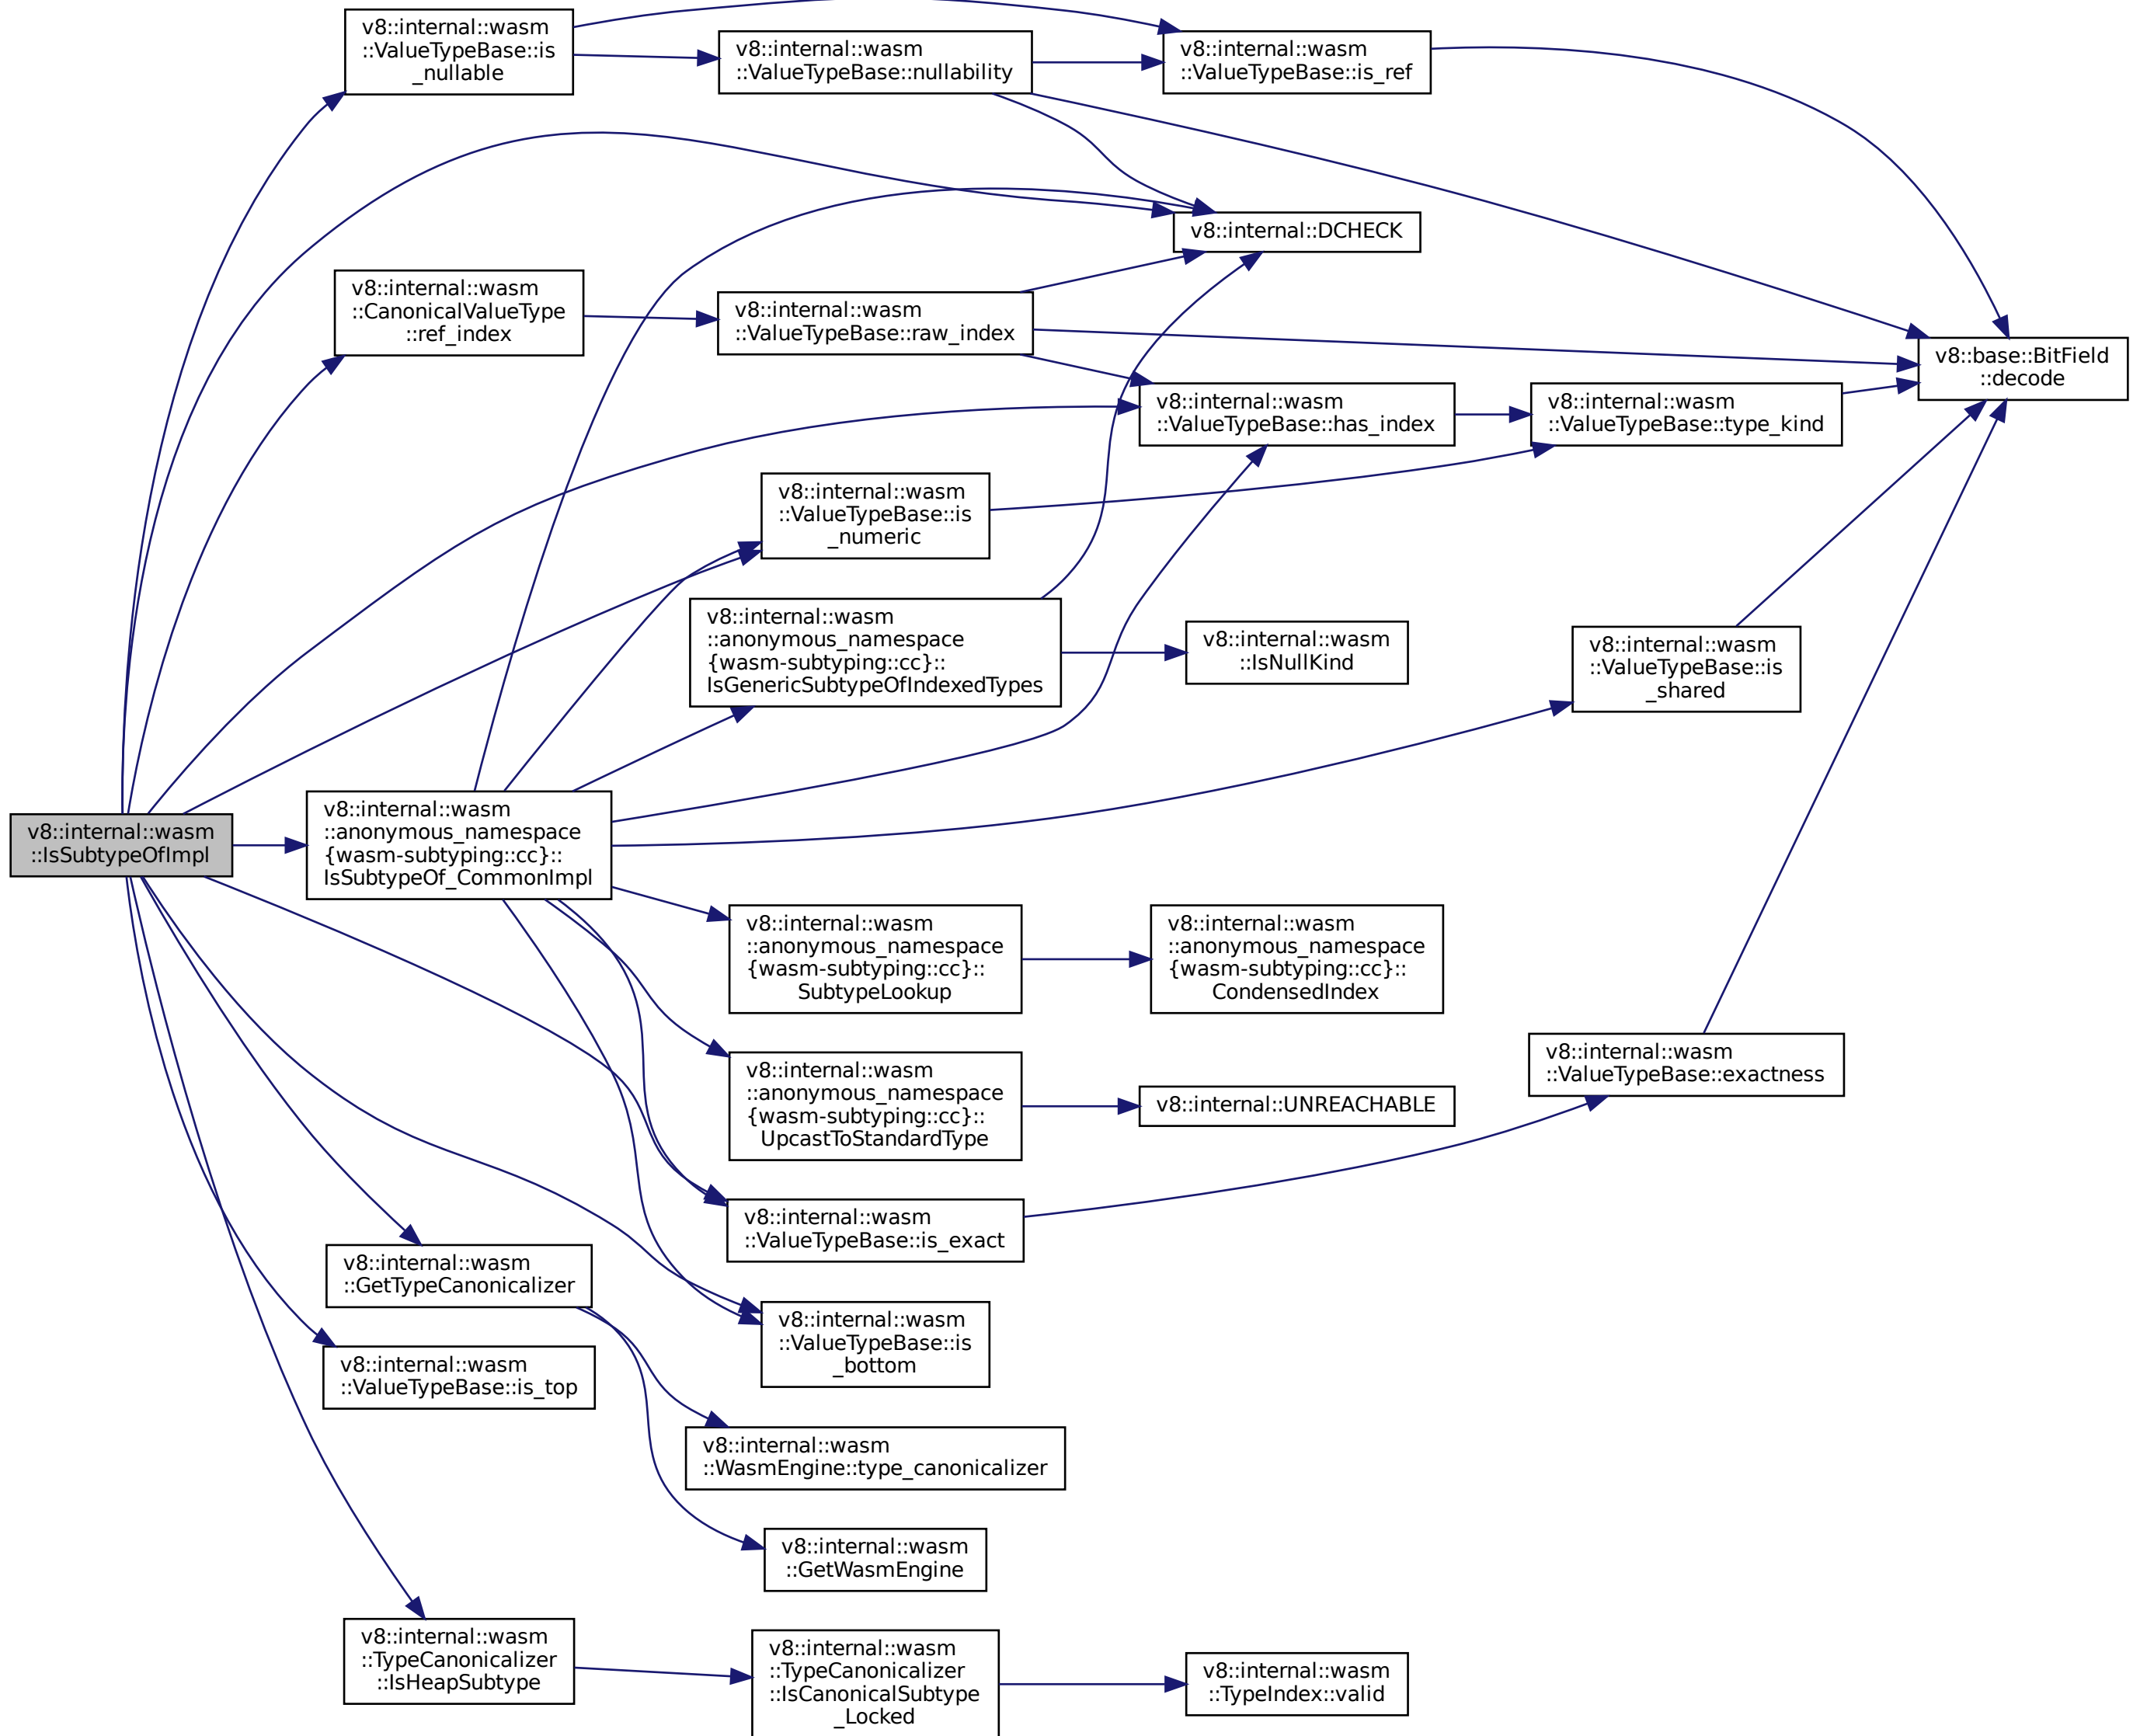 v8::internal::wasm
::ValueTypeBase::is
_nullable
v8::internal::wasm
::ValueTypeBase::nullability
v8::internal::wasm
::ValueTypeBase::is_ref
v8::internal::DCHECK
v8::internal::wasm
::CanonicalValueType
::ref_index
v8::internal::wasm
::ValueTypeBase::raw_index
v8::base::BitField
::decode
v8::internal::wasm
::ValueTypeBase::has_index
v8::internal::wasm
::ValueTypeBase::type_kind
v8::internal::wasm
::ValueTypeBase::is
_numeric
v8::internal::wasm
::anonymous_namespace
{wasm-subtyping::cc}::
IsGenericSubtypeOfIndexedTypes
v8::internal::wasm
::IsNullKind
v8::internal::wasm
::ValueTypeBase::is
_shared
v8::internal::wasm
::IsSubtypeOfImpl
v8::internal::wasm
::anonymous_namespace
{wasm-subtyping::cc}::
IsSubtypeOf_CommonImpl
v8::internal::wasm
::anonymous_namespace
{wasm-subtyping::cc}::
SubtypeLookup
v8::internal::wasm
::anonymous_namespace
{wasm-subtyping::cc}::
CondensedIndex
v8::internal::wasm
::anonymous_namespace
{wasm-subtyping::cc}::
UpcastToStandardType
v8::internal::UNREACHABLE
v8::internal::wasm
::ValueTypeBase::exactness
v8::internal::wasm
::ValueTypeBase::is_exact
v8::internal::wasm
::GetTypeCanonicalizer
v8::internal::wasm
::ValueTypeBase::is
_bottom
v8::internal::wasm
::ValueTypeBase::is_top
v8::internal::wasm
::WasmEngine::type_canonicalizer
v8::internal::wasm
::GetWasmEngine
v8::internal::wasm
::TypeCanonicalizer
::IsHeapSubtype
v8::internal::wasm
::TypeCanonicalizer
::IsCanonicalSubtype
_Locked
v8::internal::wasm
::TypeIndex::valid